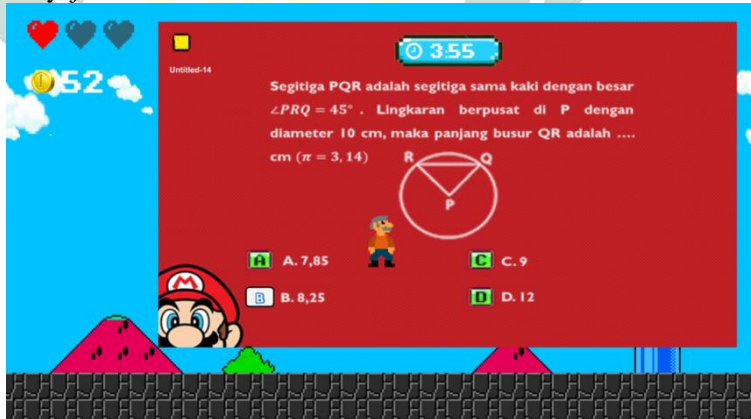 52
3:55
Untitled-14
Segitiga PQR adalah segitiga sama kaki dengan besar
∠PRQ = 45° . Lingkaran berpusat di P dengan
diameter 10 cm, maka panjang busur QR adalah ....
cm (π = 3, 14)
R Q
P
A A. 7,85
C C. 9
B B. 8,25
D D. 12
M